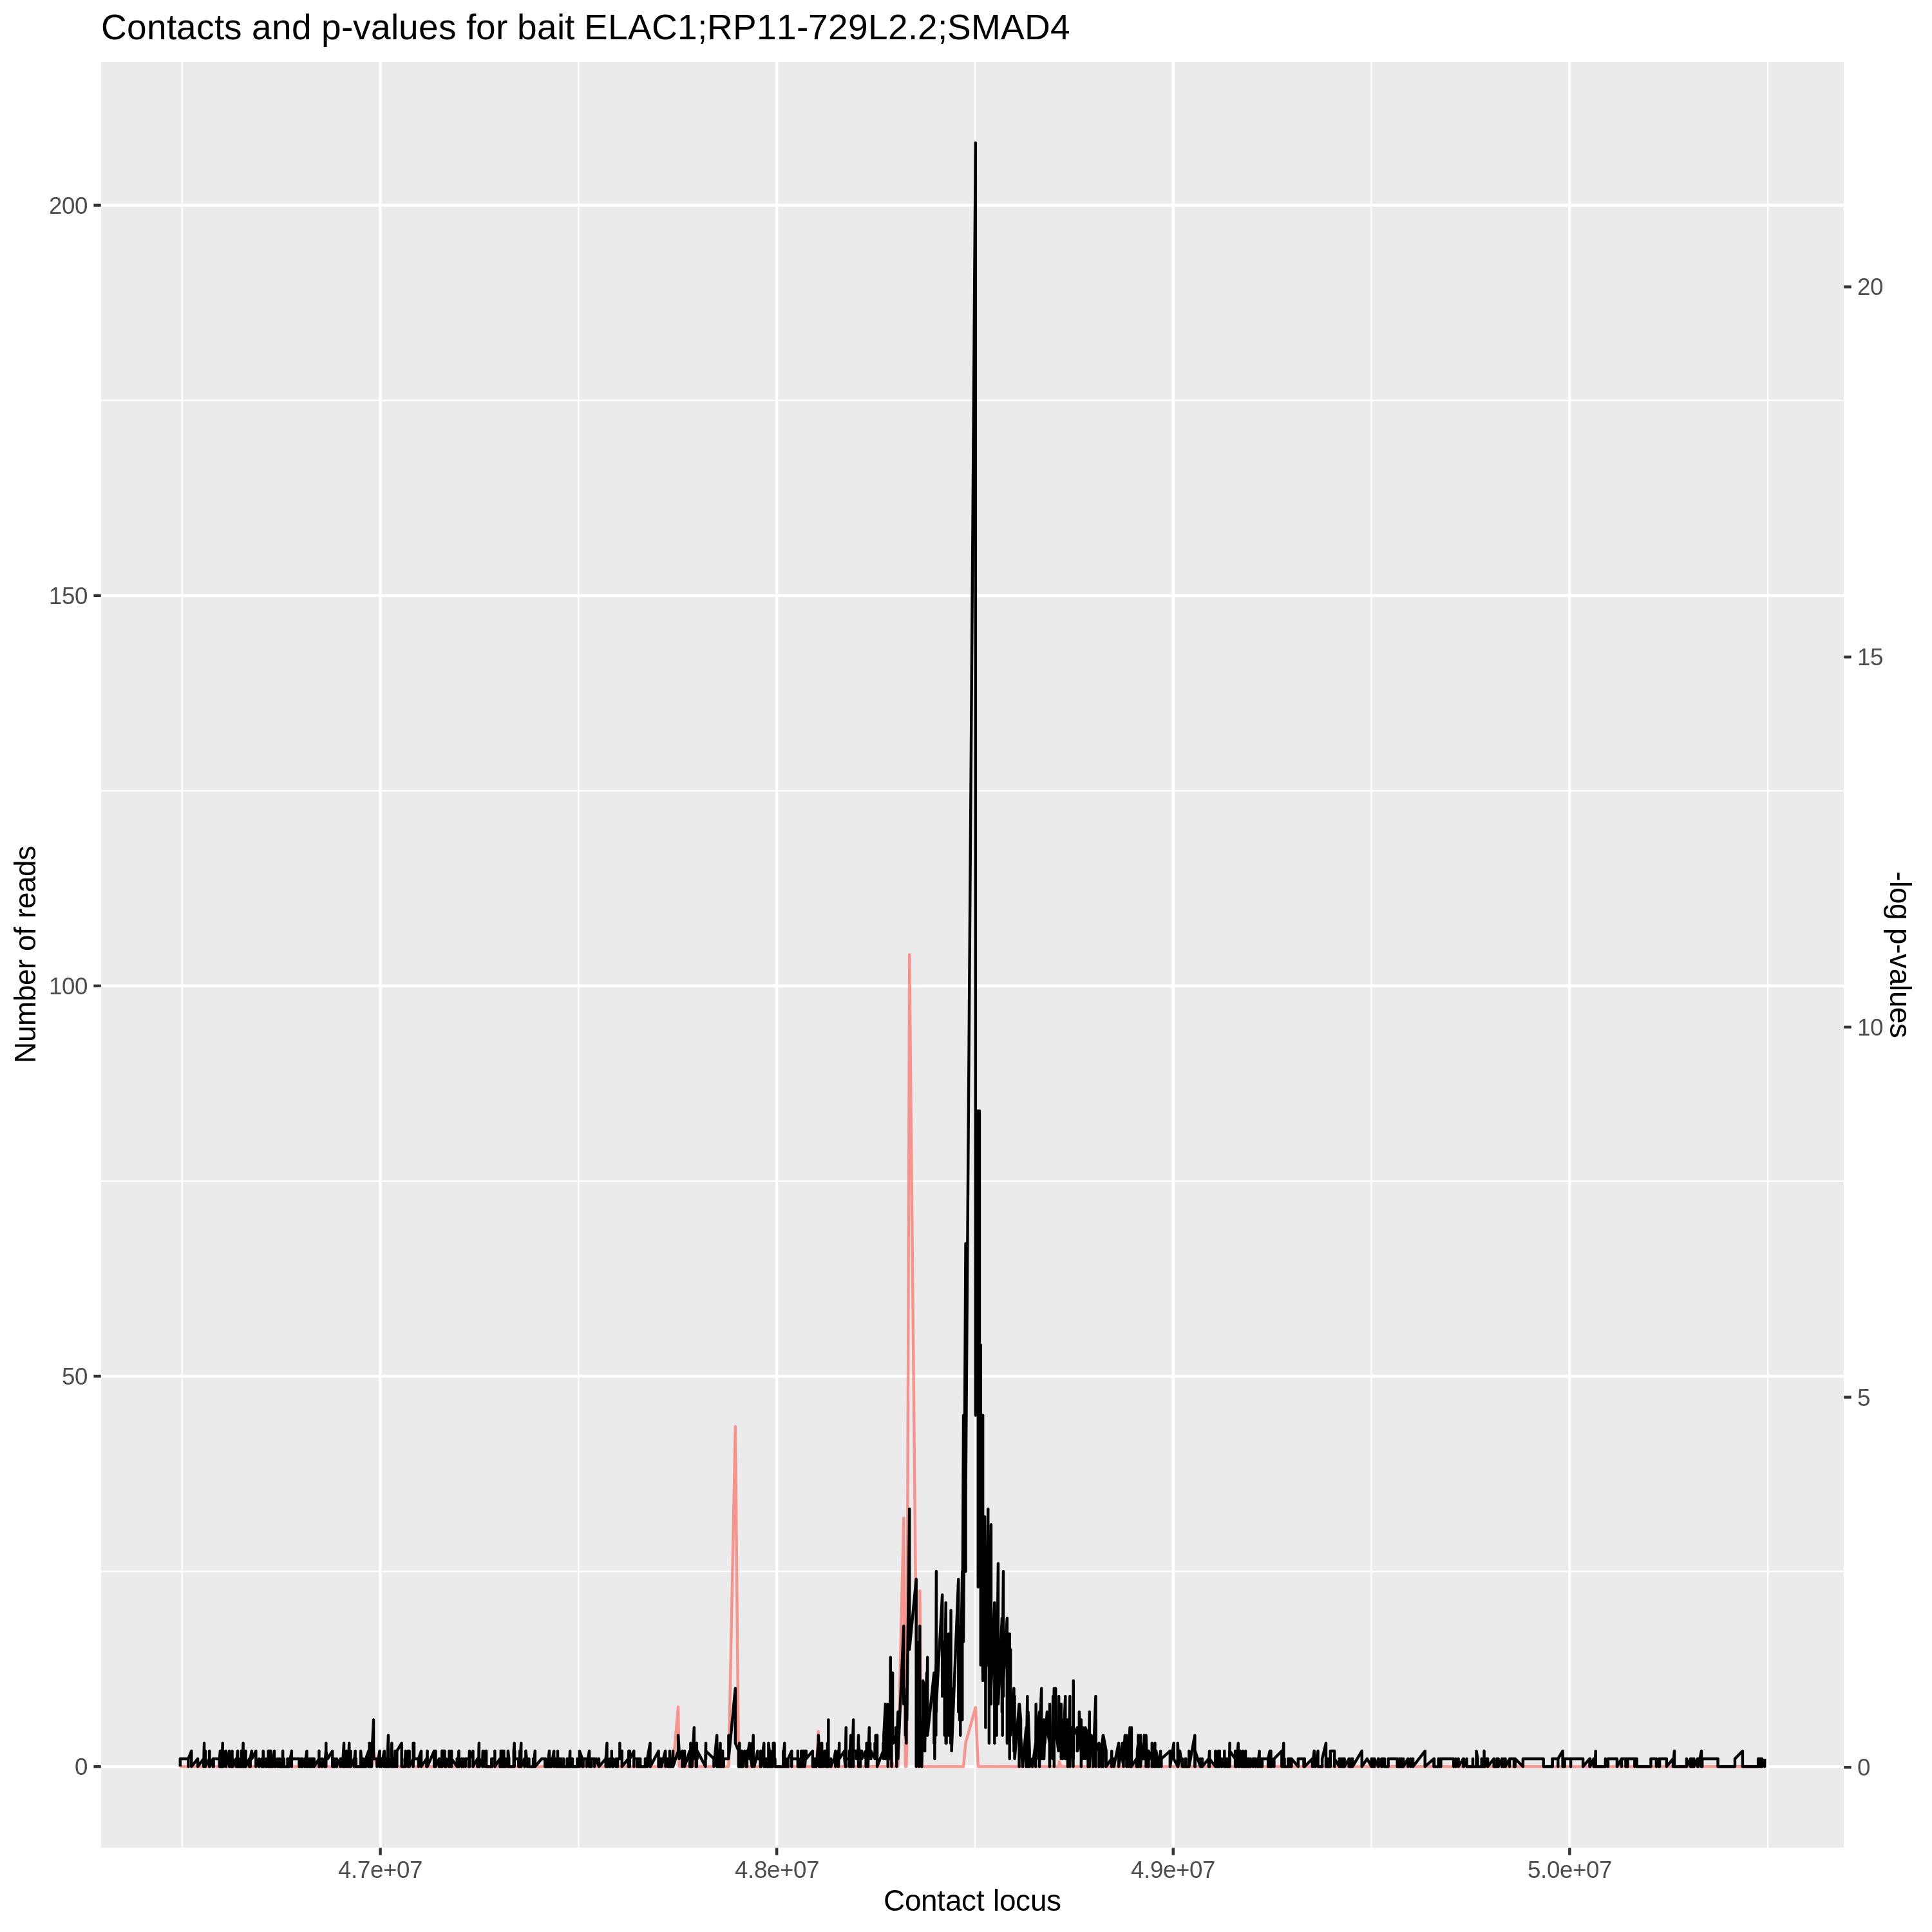 Contacts and p-values for bait ELAC1;RP11-729L2.2;SMAD4
200
150
100
50
0
Number of reads
20
15
10
5
0
-log p-values
4.7e+07
4.8e+07
4.9e+07
5.0e+07
Contact locus